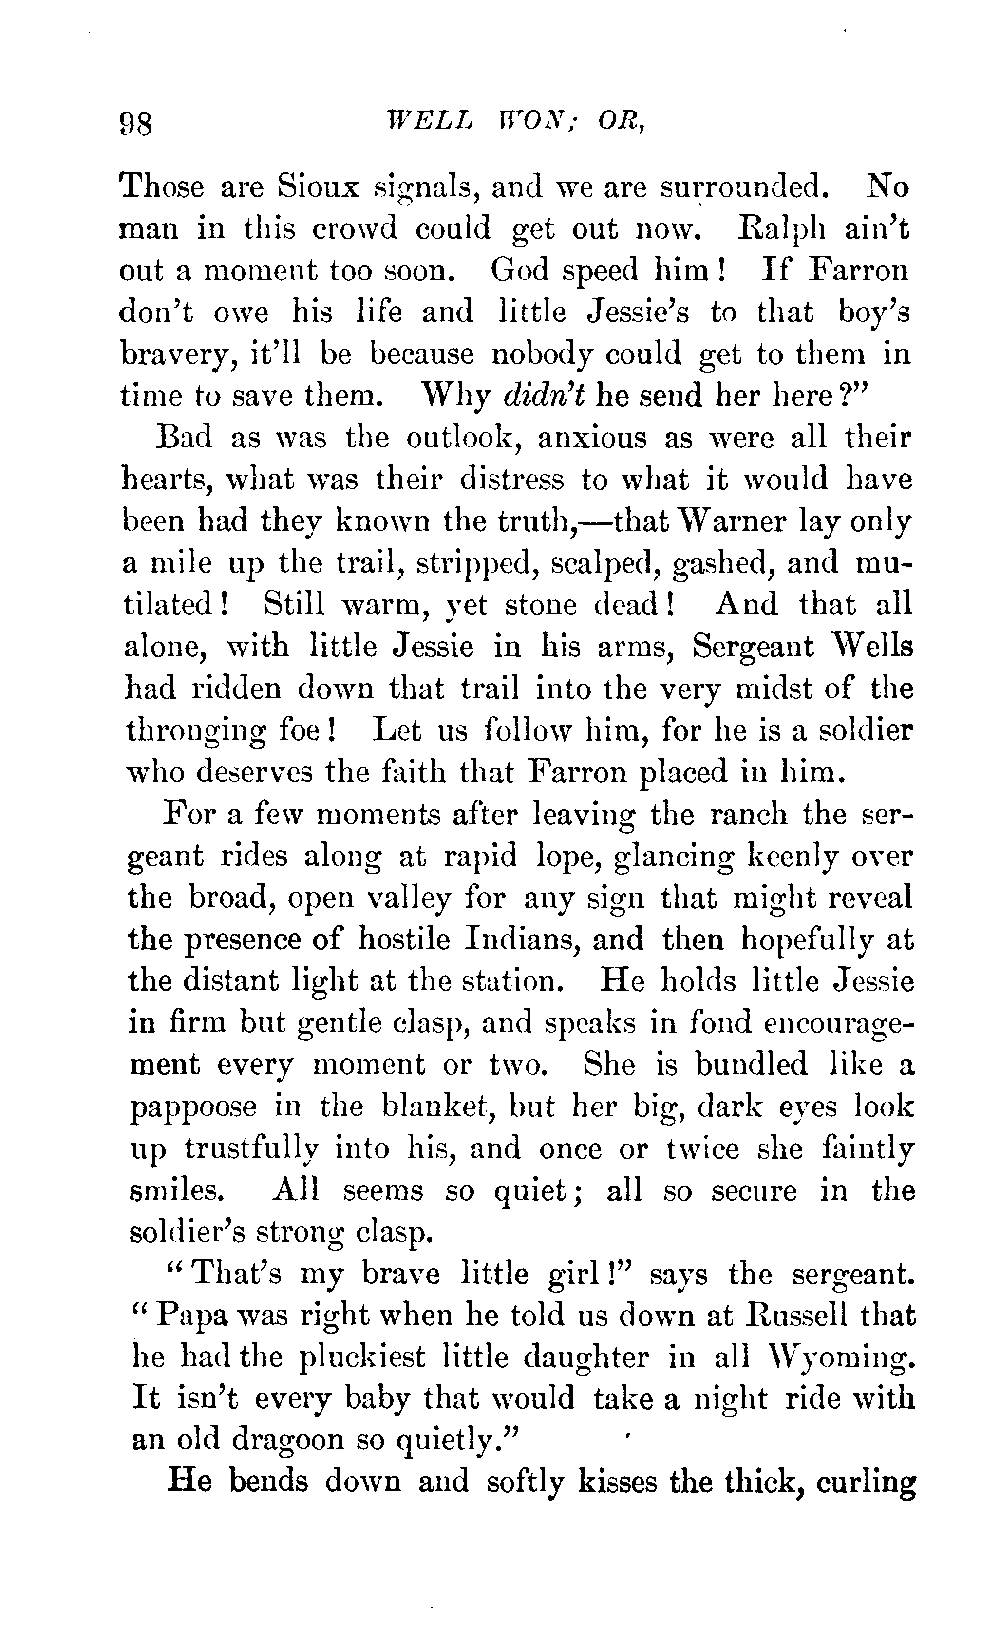 98 WELL WON; OR,
Those are Sioux signals, and we are surrounded. No
man in this crowd could get out now. Ralph ain't
out a moment too soon. God speed him! If Farron
don't owe his life and little Jessie's to that boy's
bravery, it'll be because nobody could get to them in
time to save them. Why didn't he send her here?"
Bad as was the outlook, anxious as were all their
hearts, what was their distress to what it would have
been had they known the truth,—that Warner lay only
a mile up the trail, stripped, scalped, gashed, and mu-
tilated! Still warm, yet stone dead! And that all
alone, with little Jessie in his arms, Sergeant Wells
had ridden down that trail into the very midst of the
thronging foe! Let us follow him, for he is a soldier
who deserves the faith that Farron placed in him.
For a few moments after leaving the ranch the ser-
geant rides along at rapid lope, glancing keenly over
the broad, open valley for any sign that might reveal
the presence of hostile Indians, and then hopefully at
the distant light at the station. He holds little Jessie
in firm but gentle clasp, and speaks in fond encourage-
ment every moment or two. She is bundled like a
pappoose in the blanket, but her big, dark eyes look
up trustfully into his, and once or twice she faintly
smiles. All seems so quiet; all so secure in the
soldier's strong clasp.
"That's my brave little girl!" says the sergeant.
"Papa was right when he told us down at Russell that
he had the pluckiest little daughter in all Wyoming.
It isn't every baby that would take a night ride with
an old dragoon so quietly."
He bends down and softly kisses the thick, curling